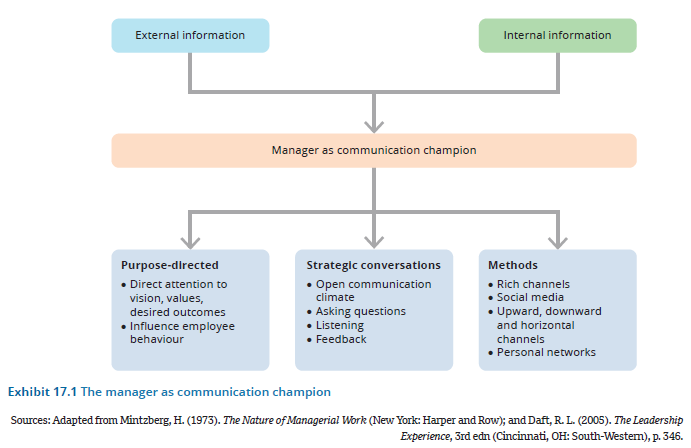 External information
Internal information
Manager as communication champion
Purpose-directed
• Direct attention to
vision, values,
desired outcomes
• Influence employee
behaviour
Strategic conversations
• Open communication
climate
• Asking questions
• Listening
• Feedback
Methods
• Rich channels
• Social media
• Upward, downward
and horizontal
channels
• Personal networks
Exhibit 17.1 The manager as communication champion
Sources: Adapted from Mintzberg, H. (1973). The Nature of Managerial Work (New York: Harper and Row); and Daft, R. L. (2005). The Leadership
Experience, 3rd edn (Cincinnati, OH: South-Western), p. 346.